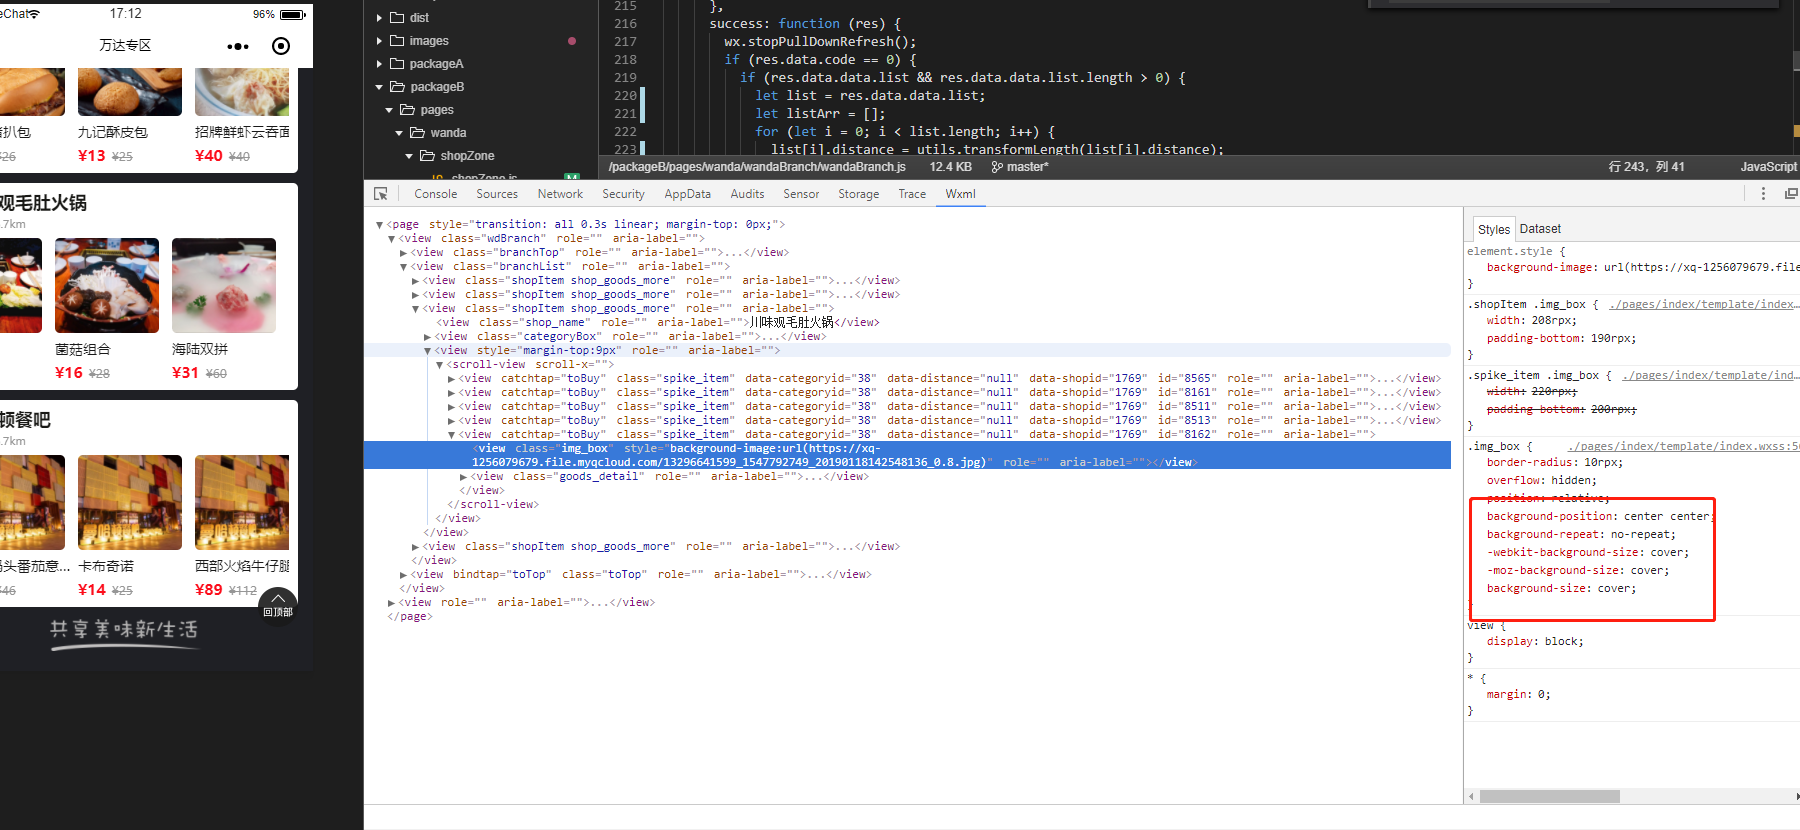 eChat 17:12 96%
万达专区
猪扒包 九记酥皮包 招牌鲜虾云吞面
¥26 ¥13 ¥25 ¥40 ¥40
观毛肚火锅
.7km
菌菇组合 海陆双拼
¥16 ¥28 ¥31 ¥60
顿餐吧
.7km
码头番茄意... 卡布奇诺 西部火焰牛仔腿
¥46 ¥14 ¥25 ¥89 ¥112
回顶部
共享美味新生活
dist
images
packageA
packageB
pages
wanda
shopZone
shopZone.js M
215 },
216 success: function (res) {
217 wx.stopPullDownRefresh();
218 if (res.data.code == 0) {
219 if (res.data.data.list && res.data.data.list.length > 0) {
220 let list = res.data.data.list;
221 let listArr = [];
222 for (let i = 0; i < list.length; i++) {
223 list[i].distance = utils.transformLength(list[i].distance);
/packageB/pages/wanda/wandaBranch/wandaBranch.js 12.4 KB master* 行 243，列 41 JavaScript
Console Sources Network Security AppData Audits Sensor Storage Trace Wxml
<page style="transition: all 0.3s linear; margin-top: 0px;">
<view class="wdBranch" role="" aria-label="">
<view class="branchTop" role="" aria-label="">...</view>
<view class="branchList" role="" aria-label="">
<view class="shopItem shop_goods_more" role="" aria-label="">...</view>
<view class="shopItem shop_goods_more" role="" aria-label="">...</view>
<view class="shopItem shop_goods_more" role="" aria-label="">
<view class="shop_name" role="" aria-label="">川味观毛肚火锅</view>
<view class="categoryBox" role="" aria-label="">...</view>
<view style="margin-top:9px" role="" aria-label="">
<scroll-view scroll-x="">
<view catchtap="toBuy" class="spike_item" data-categoryid="38" data-distance="null" data-shopid="1769" id="8565" role="" aria-label="">...</view>
<view catchtap="toBuy" class="spike_item" data-categoryid="38" data-distance="null" data-shopid="1769" id="8161" role="" aria-label="">...</view>
<view catchtap="toBuy" class="spike_item" data-categoryid="38" data-distance="null" data-shopid="1769" id="8511" role="" aria-label="">...</view>
<view catchtap="toBuy" class="spike_item" data-categoryid="38" data-distance="null" data-shopid="1769" id="8513" role="" aria-label="">...</view>
<view catchtap="toBuy" class="spike_item" data-categoryid="38" data-distance="null" data-shopid="1769" id="8162" role="" aria-label="">
<view class="img_box" style="background-image:url(https://xq-
1256079679.file.myqcloud.com/13296641599_1547792749_20190118142548136_0.8.jpg)" role="" aria-label=""></view>
<view class="goods_detail" role="" aria-label="">...</view>
</view>
</scroll-view>
</view>
</view>
<view class="shopItem shop_goods_more" role="" aria-label="">...</view>
</view>
<view bindtap="toTop" class="toTop" role="" aria-label="">...</view>
</view>
<view role="" aria-label="">...</view>
</page>
Styles Dataset
element.style {
background-image: url(https://xq-1256079679.file
}
.shopItem .img_box { ./pages/index/template/index...
width: 208rpx;
padding-bottom: 190rpx;
}
.spike_item .img_box { ./pages/index/template/ind...
width: 220rpx;
padding-bottom: 200rpx;
}
.img_box { ./pages/index/template/index.wxss:56
border-radius: 10rpx;
overflow: hidden;
position: relative;
background-position: center center;
background-repeat: no-repeat;
-webkit-background-size: cover;
-moz-background-size: cover;
background-size: cover;
}
view {
display: block;
}
* {
margin: 0;
}